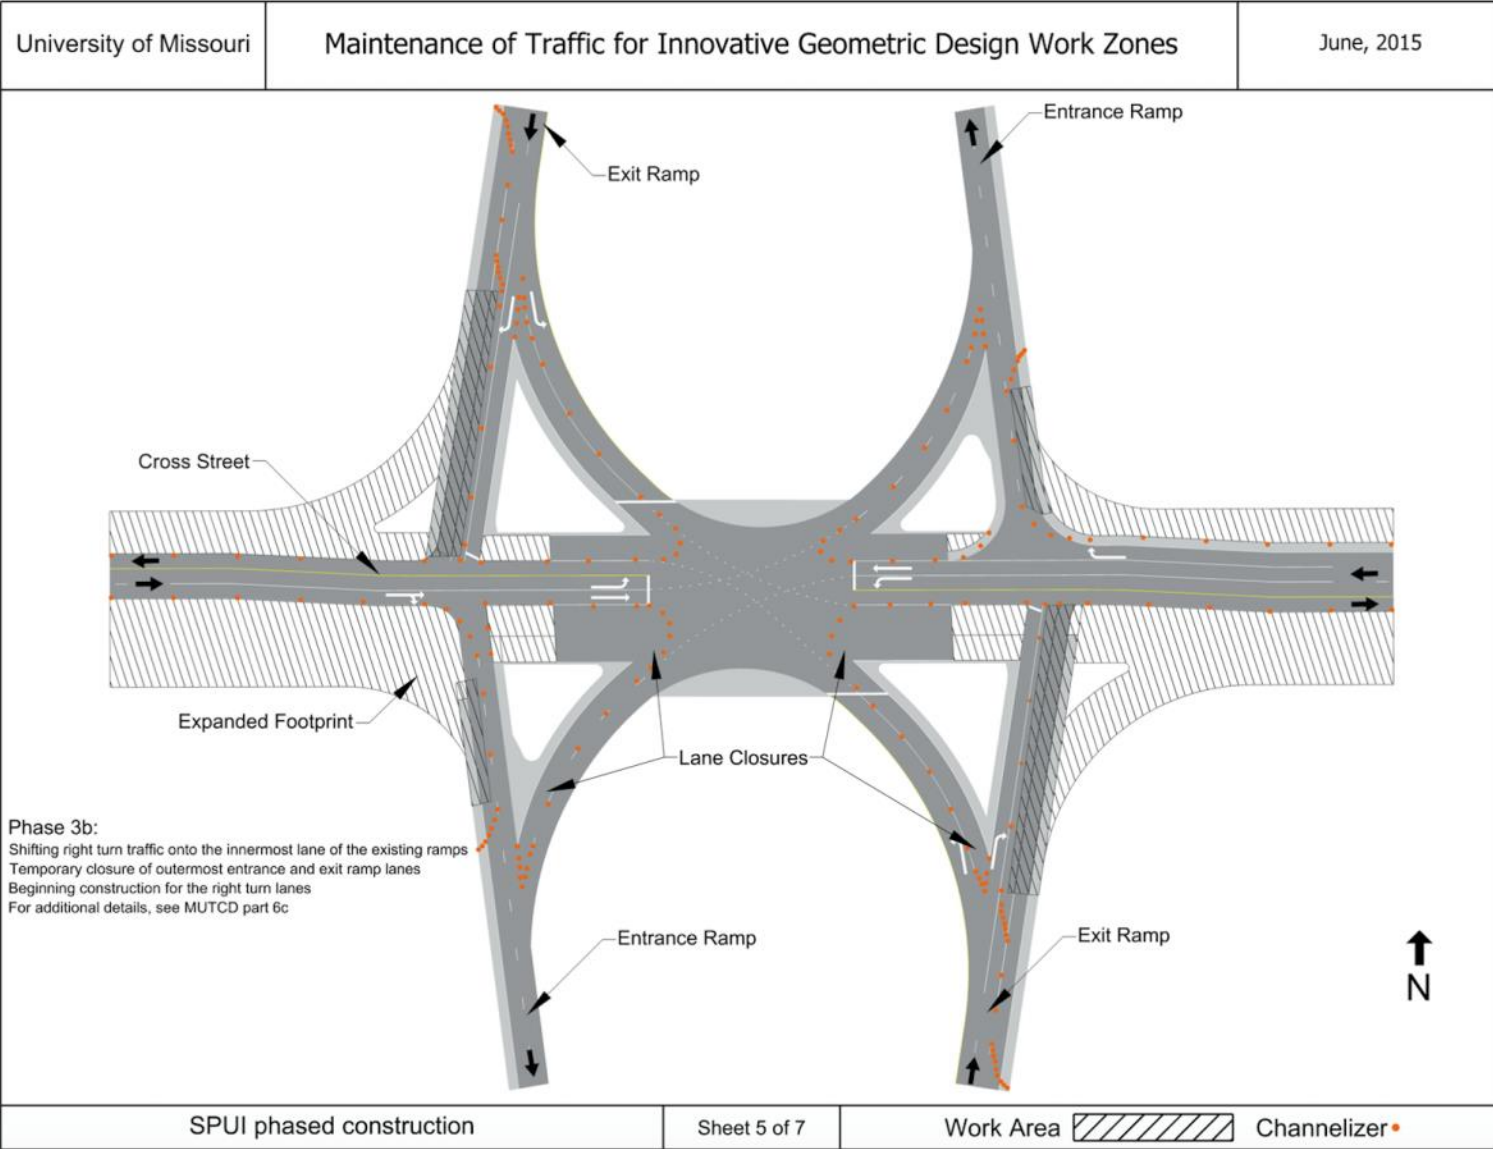 University of Missouri
Maintenance of Traffic for Innovative Geometric Design Work Zones
June, 2015
Entrance Ramp
Exit Ramp
Cross Street
Expanded Footprint
Lane Closures
Phase 3b:
Shifting right turn traffic onto the innermost lane of the existing ramps
Temporary closure of outermost entrance and exit ramp lanes
Beginning construction for the right turn lanes
For additional details, see MUTCD part 6c
Entrance Ramp
Exit Ramp
N
SPUI phased construction
Sheet 5 of 7
Work Area
Channelizer